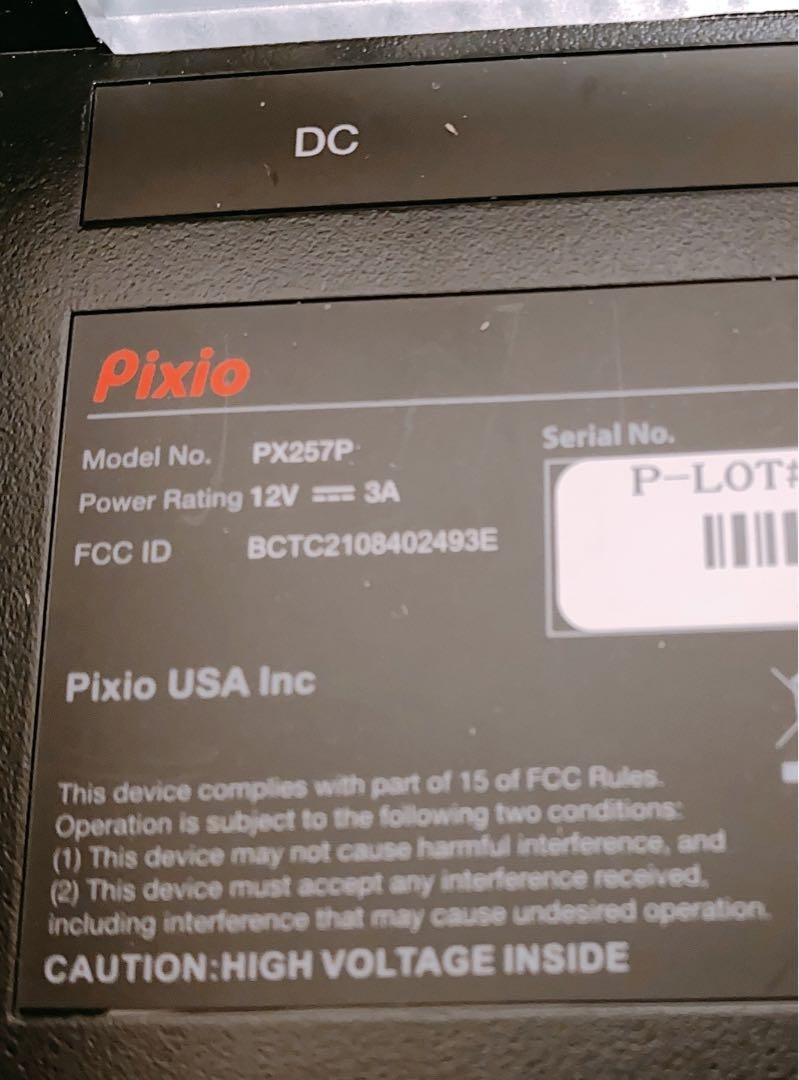 DC
Pixio
Model No. PX257P
Power Rating 12V ⎓ 3A
FCC ID BCTC2108402493E
Serial No.
P-LOT#
Pixio USA Inc
This device complies with part of 15 of FCC Rules.
Operation is subject to the following two conditions:
(1) This device may not cause harmful interference, and
(2) This device must accept any interference received,
including interference that may cause undesired operation.
CAUTION:HIGH VOLTAGE INSIDE